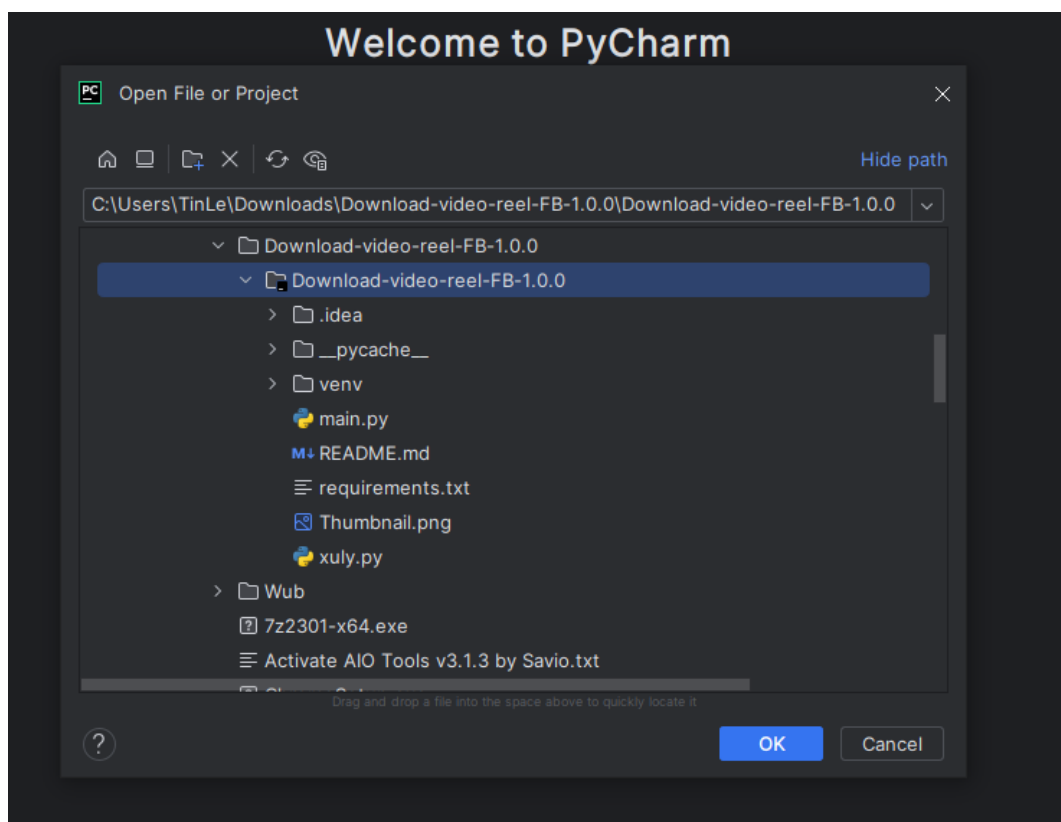 Welcome to PyCharm
PC Open File or Project
Hide path
C:\Users\TinLe\Downloads\Download-video-reel-FB-1.0.0\Download-video-reel-FB-1.0.0
Download-video-reel-FB-1.0.0
Download-video-reel-FB-1.0.0
.idea
__pycache__
venv
main.py
M↓ README.md
requirements.txt
Thumbnail.png
xuly.py
Wub
? 7z2301-x64.exe
Activate AIO Tools v3.1.3 by Savio.txt
Drag and drop a file into the space above to quickly locate it
? OK Cancel